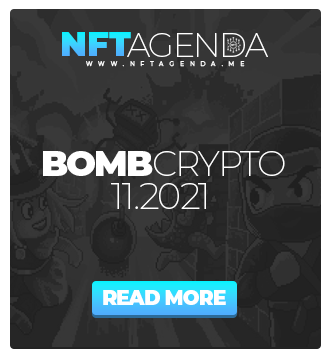 NFTAGENDA
WWW.NFTAGENDA.ME
BOMBCRYPTO
11.2021
READ MORE